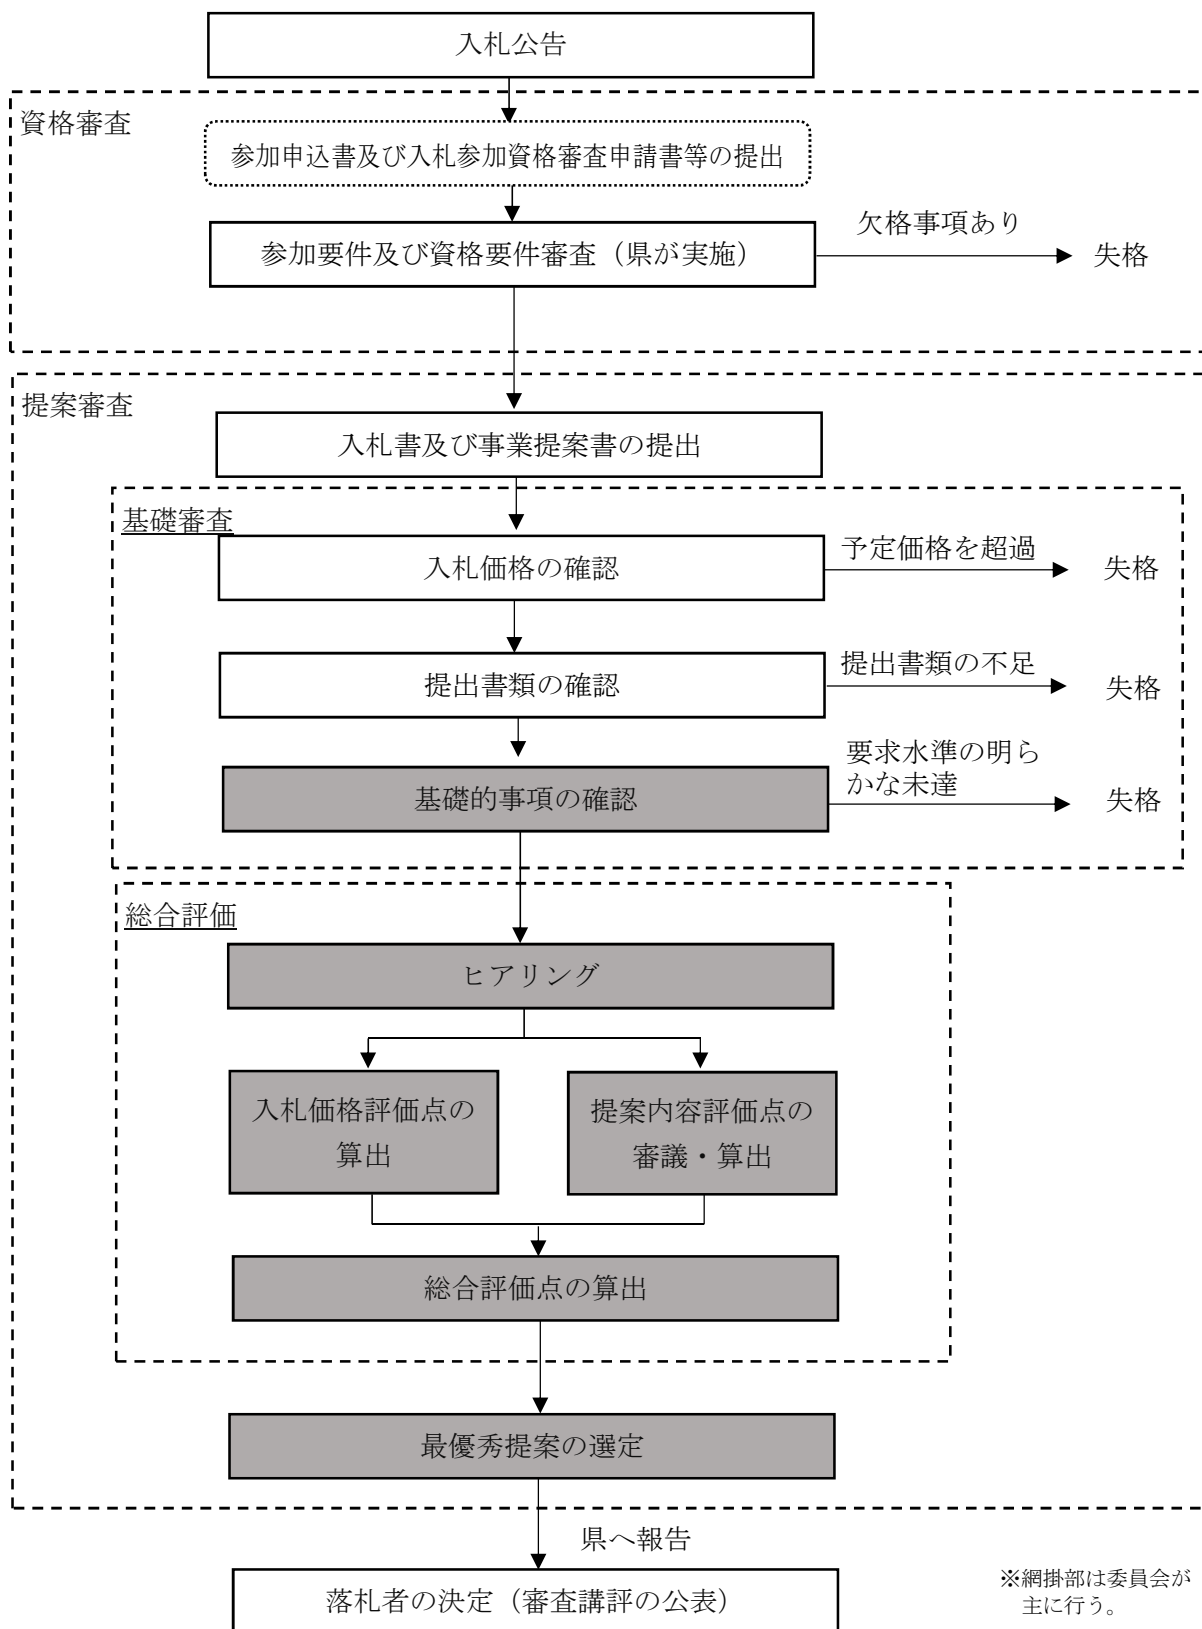 入札公告
資格審査
参加申込書及び入札参加資格審査申請書等の提出
参加要件及び資格要件審査（県が実施）
欠格事項あり
失格
提案審査
入札書及び事業提案書の提出
基礎審査
入札価格の確認
予定価格を超過
失格
提出書類の確認
提出書類の不足
失格
基礎的事項の確認
要求水準の明ら
かな未達
失格
総合評価
ヒアリング
入札価格評価点の
算出
提案内容評価点の
審議・算出
総合評価点の算出
最優秀提案の選定
県へ報告
落札者の決定（審査講評の公表）
※網掛部は委員会が
主に行う。